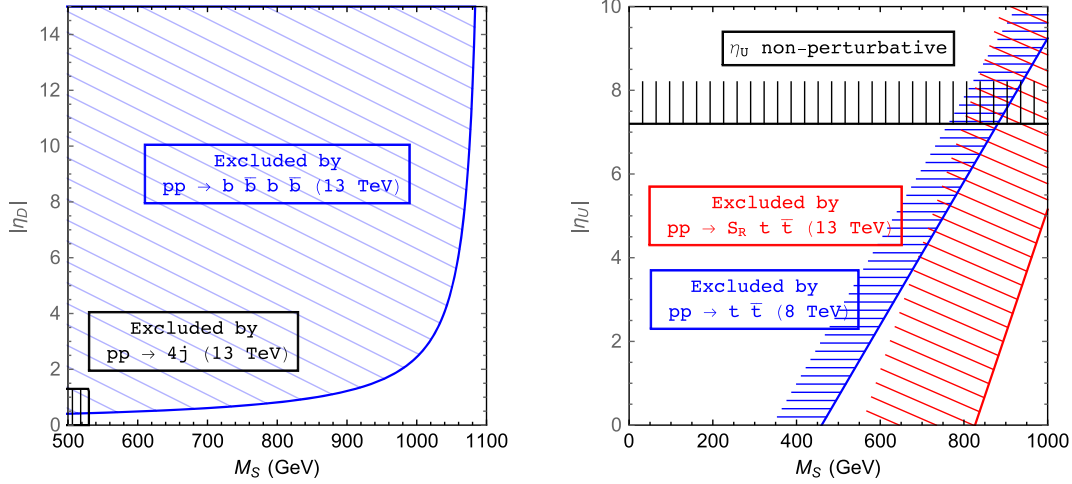 14
12
10
8
6
4
2
0
|η_D|
Excluded by
pp → b b̅ b b̅ (13 TeV)
Excluded by
pp → 4j (13 TeV)
500 600 700 800 900 1000 1100
M_S (GeV)
10
8
6
4
2
0
|η_U|
η_U non-perturbative
Excluded by
pp → S_R t t̅ (13 TeV)
Excluded by
pp → t t̅ (8 TeV)
0 200 400 600 800 1000
M_S (GeV)